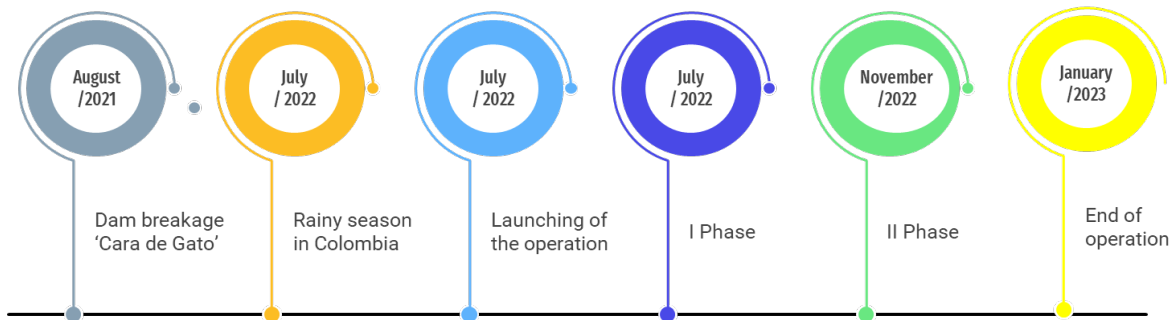 August
/2021
July
/ 2022
July
/ 2022
July
/ 2022
November
/2022
January
/2023
Dam breakage
‘Cara de Gato’
Rainy season
in Colombia
Launching of
the operation
I Phase
II Phase
End of
operation